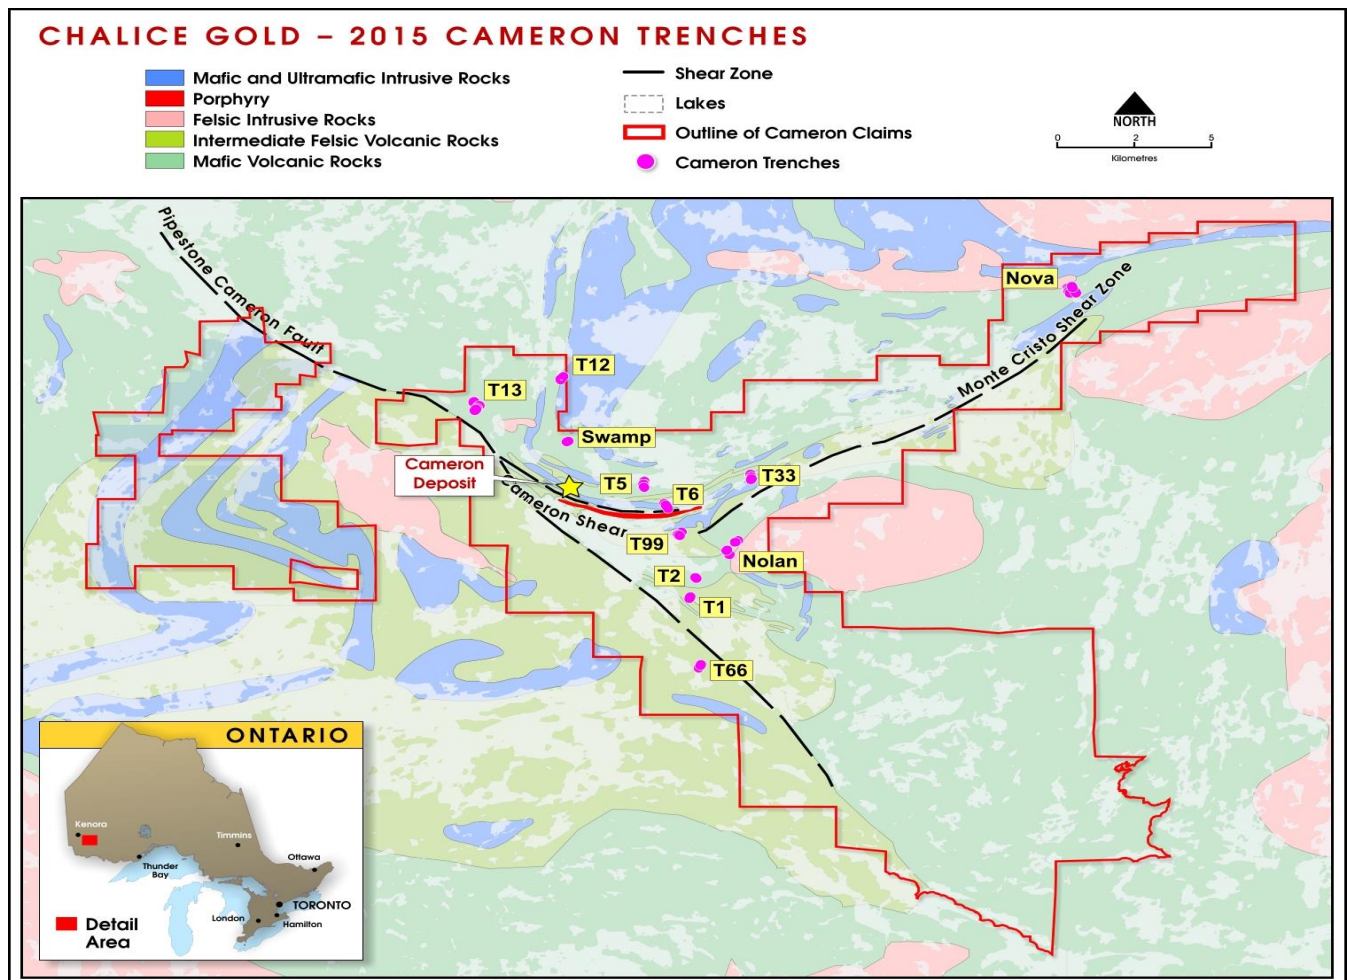 CHALICE GOLD – 2015 CAMERON TRENCHES
Mafic and Ultramafic Intrusive Rocks
Porphyry
Felsic Intrusive Rocks
Intermediate Felsic Volcanic Rocks
Mafic Volcanic Rocks
Shear Zone
Lakes
Outline of Cameron Claims
Cameron Trenches
NORTH
0 2 5
Kilometres
Pipestone Cameron Fault
Nova
Monte Cristo Shear Zone
T12
T13
Swamp
Cameron
Deposit
T5
T33
T6
Cameron Shear
T99
Nolan
T2
T1
T66
ONTARIO
Kenora
Timmins
Thunder
Bay
Ottawa
TORONTO
London
Hamilton
Detail
Area